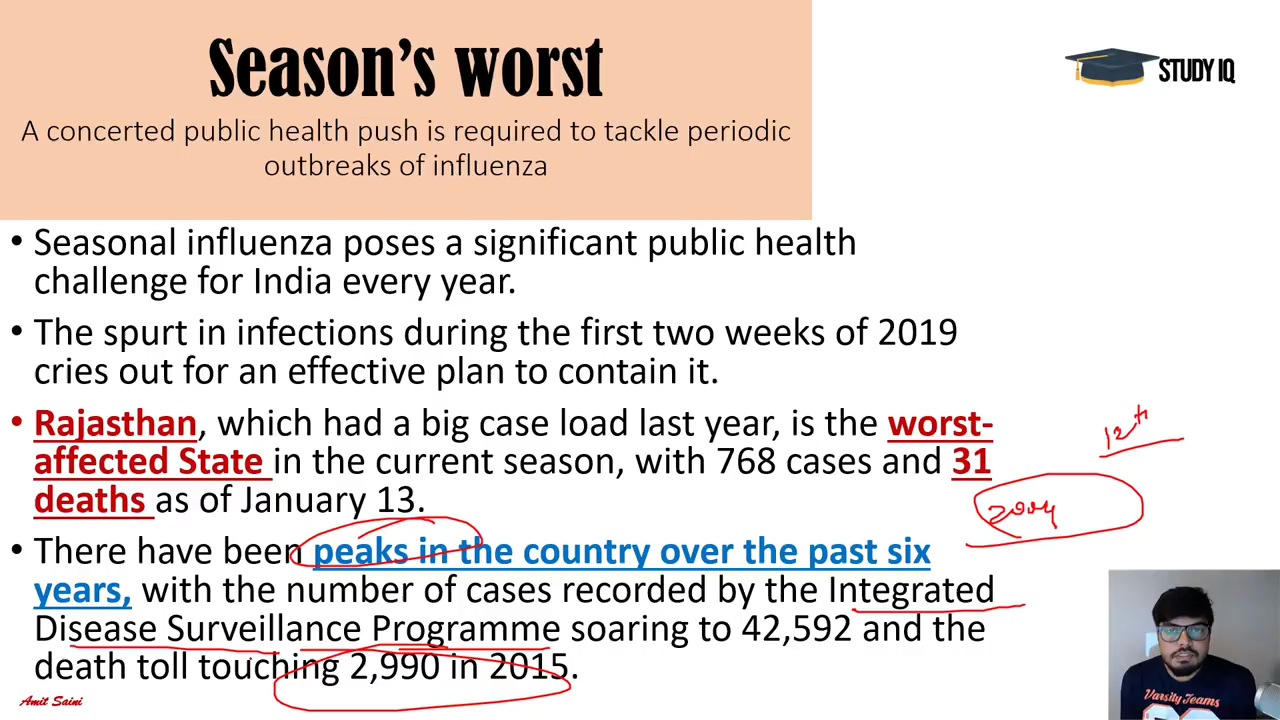 Season's worst
A concerted public health push is required to tackle periodic
outbreaks of influenza
STUDY IQ
• Seasonal influenza poses a significant public health
challenge for India every year.
• The spurt in infections during the first two weeks of 2019
cries out for an effective plan to contain it.
• Rajasthan, which had a big case load last year, is the worst-
affected State in the current season, with 768 cases and 31
deaths as of January 13.
12th
2004
• There have been peaks in the country over the past six
years, with the number of cases recorded by the Integrated
Disease Surveillance Programme soaring to 42,592 and the
death toll touching 2,990 in 2015.
Amit Saini
Varsity Teams